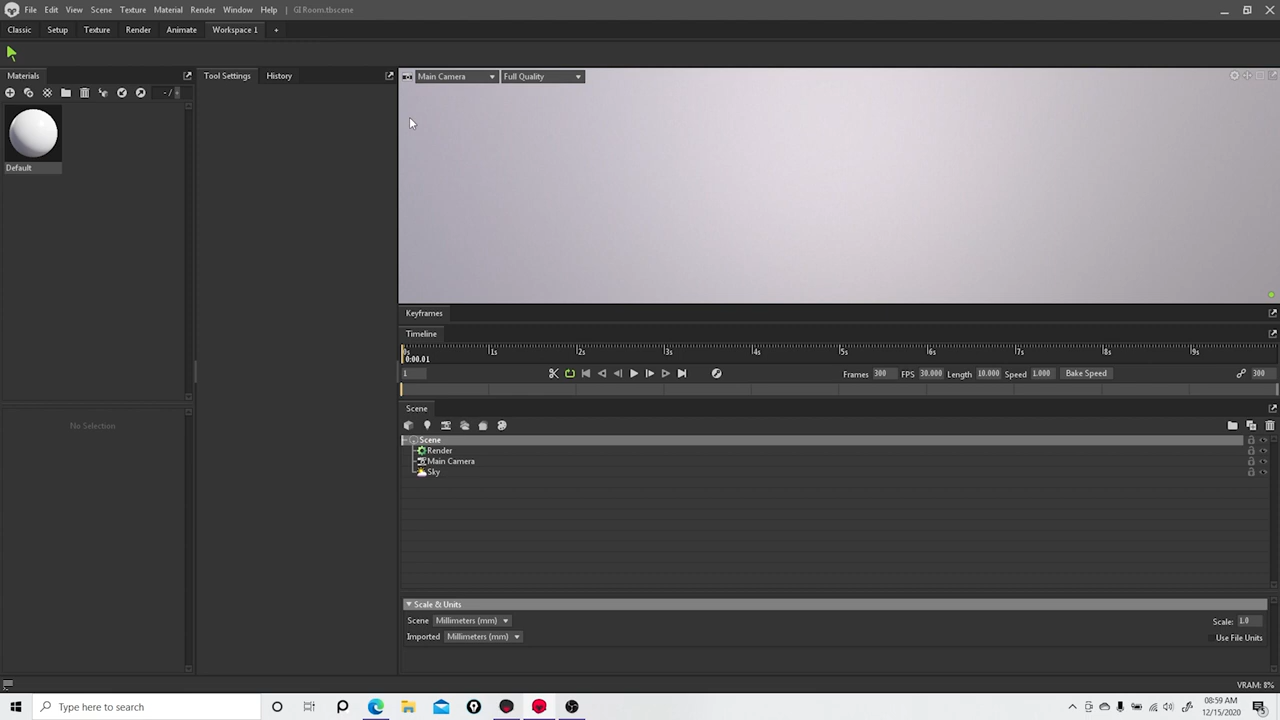 File Edit View Scene Texture Material Render Window Help GI Room.tbscene
Classic Setup Texture Render Animate Workspace 1 +
Materials
Tool Settings History
Main Camera Full Quality
- /
Default
No Selection
Keyframes
Timeline
0s 1s 2s 3s 4s 5s 6s 7s 8s 9s
0:00.01
1 Frames 300 FPS 30.000 Length 10.000 Speed 1.000 Bake Speed 300
Scene
Scene
Render
Main Camera
Sky
Scale & Units
Scene Millimeters (mm) Scale: 1.0
Imported Millimeters (mm) Use File Units
VRAM: 8%
Type here to search
08:59 AM
12/15/2020